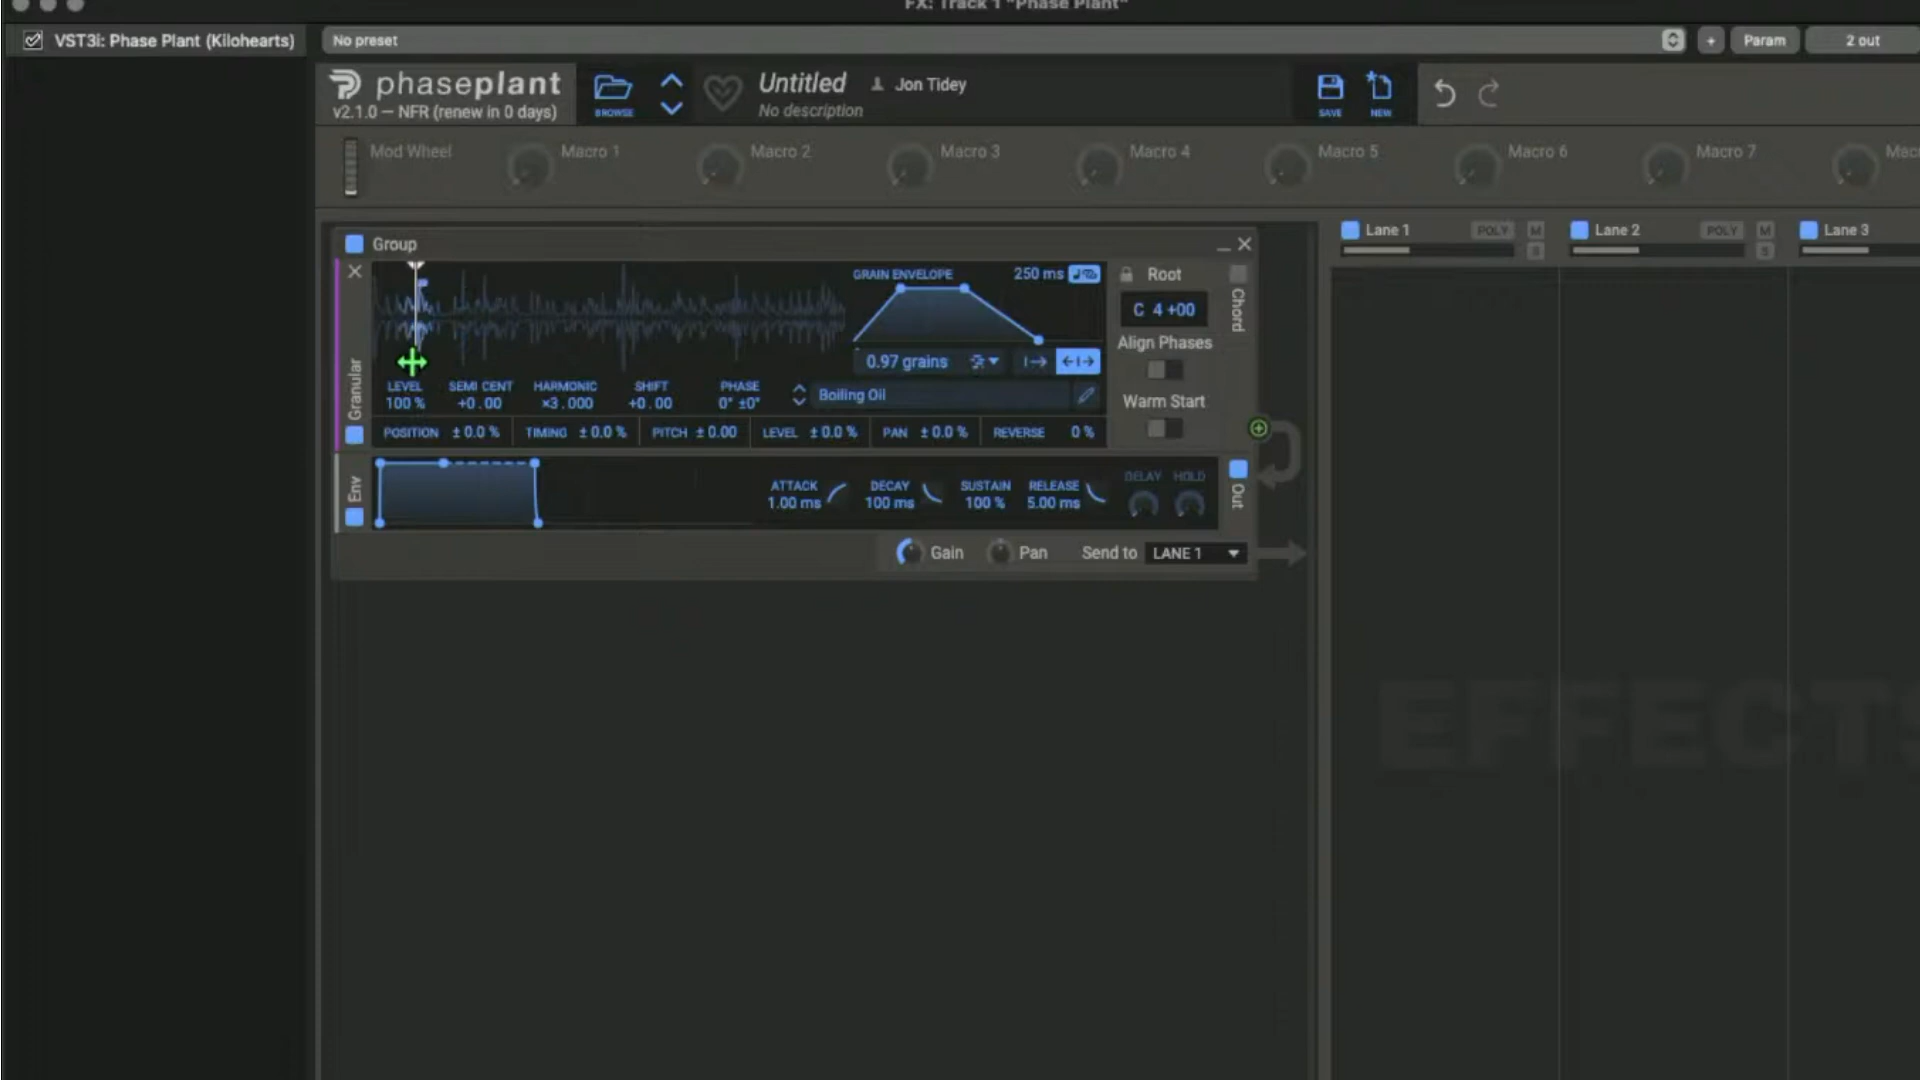 FX: Track 1 "Phase Plant"
VST3i: Phase Plant (Kilohearts)
No preset
+
Param
2 out
phaseplant
v2.1.0 — NFR (renew in 0 days)
BROWSE
Untitled
Jon Tidey
No description
SAVE
NEW
Mod Wheel
Macro 1
Macro 2
Macro 3
Macro 4
Macro 5
Macro 6
Macro 7
Mac
Group
Lane 1
POLY
M
S
Lane 2
POLY
M
S
Lane 3
Granular
GRAIN ENVELOPE
250 ms
0.97 grains
Root
C 4 +00
Chord
Align Phases
Warm Start
LEVEL
100 %
SEMI CENT
+0.00
HARMONIC
×3.000
SHIFT
+0.00
PHASE
0° ±0°
Boiling Oil
POSITION ± 0.0 %
TIMING ± 0.0 %
PITCH ± 0.00
LEVEL ± 0.0 %
PAN ± 0.0 %
REVERSE 0 %
Env
ATTACK
1.00 ms
DECAY
100 ms
SUSTAIN
100 %
RELEASE
5.00 ms
DELAY
HOLD
Out
Gain
Pan
Send to
LANE 1
EFFECTS